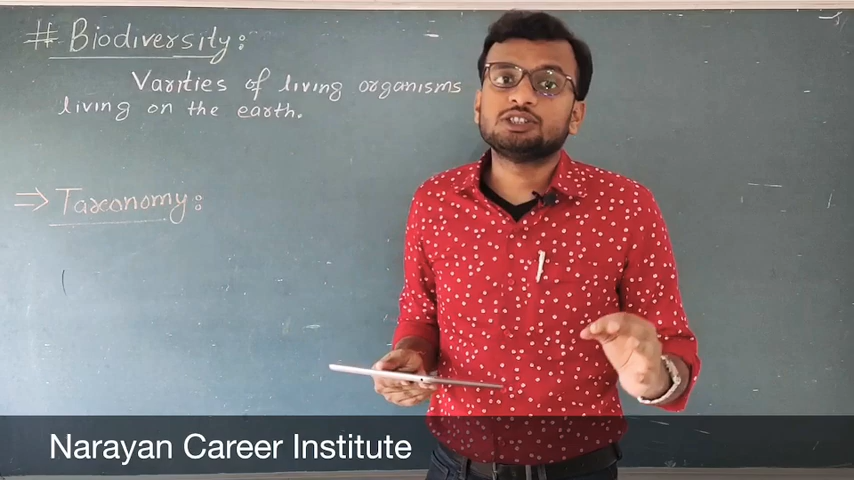 # Biodiversity:
Varities of living organisms
living on the earth.
⇒ Taxonomy:
Narayan Career Institute